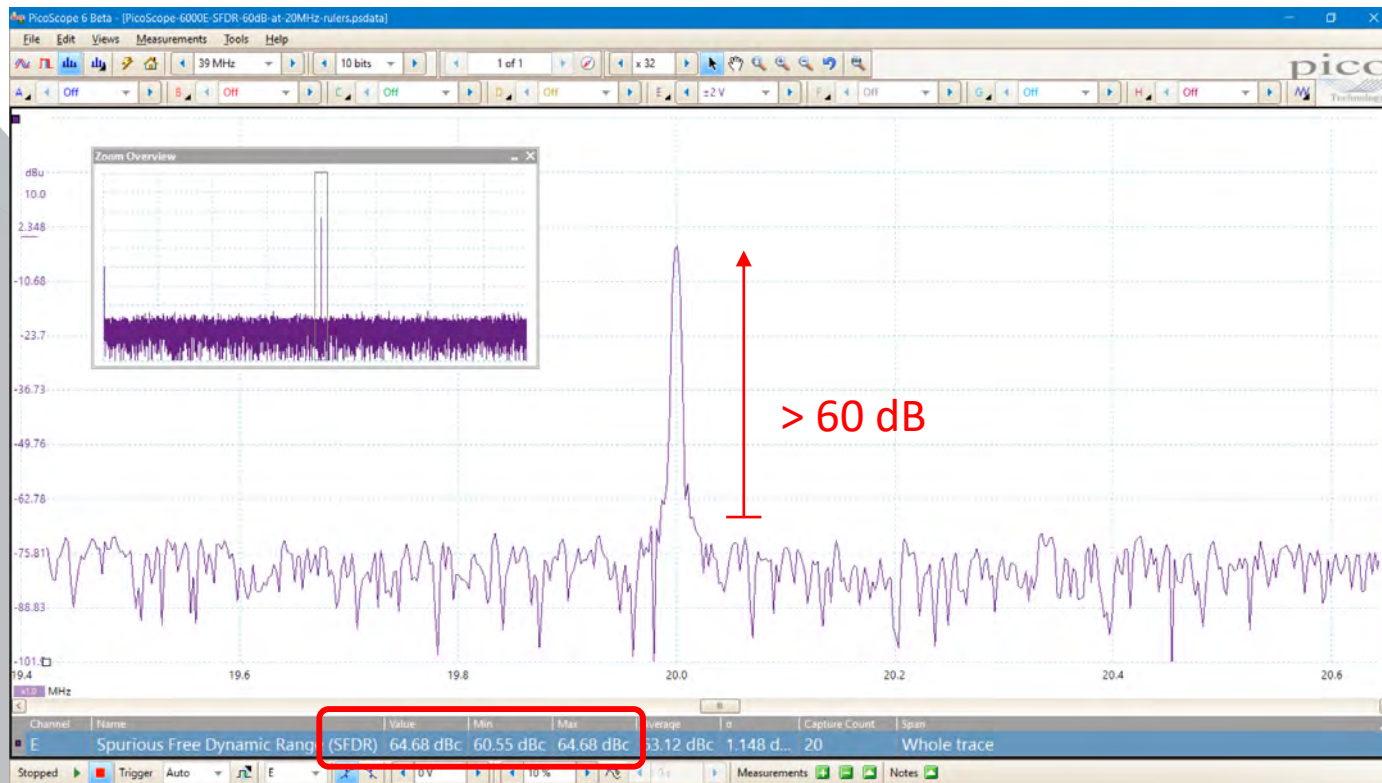 PicoScope 6 Beta - [PicoScope-6000E-SFDR-60dB-at-20MHz-rulers.psdata]
File Edit Views Measurements Tools Help
39 MHz 10 bits 1 of 1 x 32
pico
Technology
A Off B Off C Off D Off E ±2 V F Off G Off H Off
Zoom Overview
dBu
10.0
2.348
-10.68
-23.7
-36.73
> 60 dB
-49.76
-62.78
-75.81
-88.83
-101.9
19.4 19.6 19.8 20.0 20.2 20.4 20.6
x1.0 MHz
Channel Name Value Min Max Average σ Capture Count Span
E Spurious Free Dynamic Range (SFDR) 64.68 dBc 60.55 dBc 64.68 dBc 63.12 dBc 1.148 d... 20 Whole trace
Stopped Trigger Auto E 0 V 10 % Measurements Notes